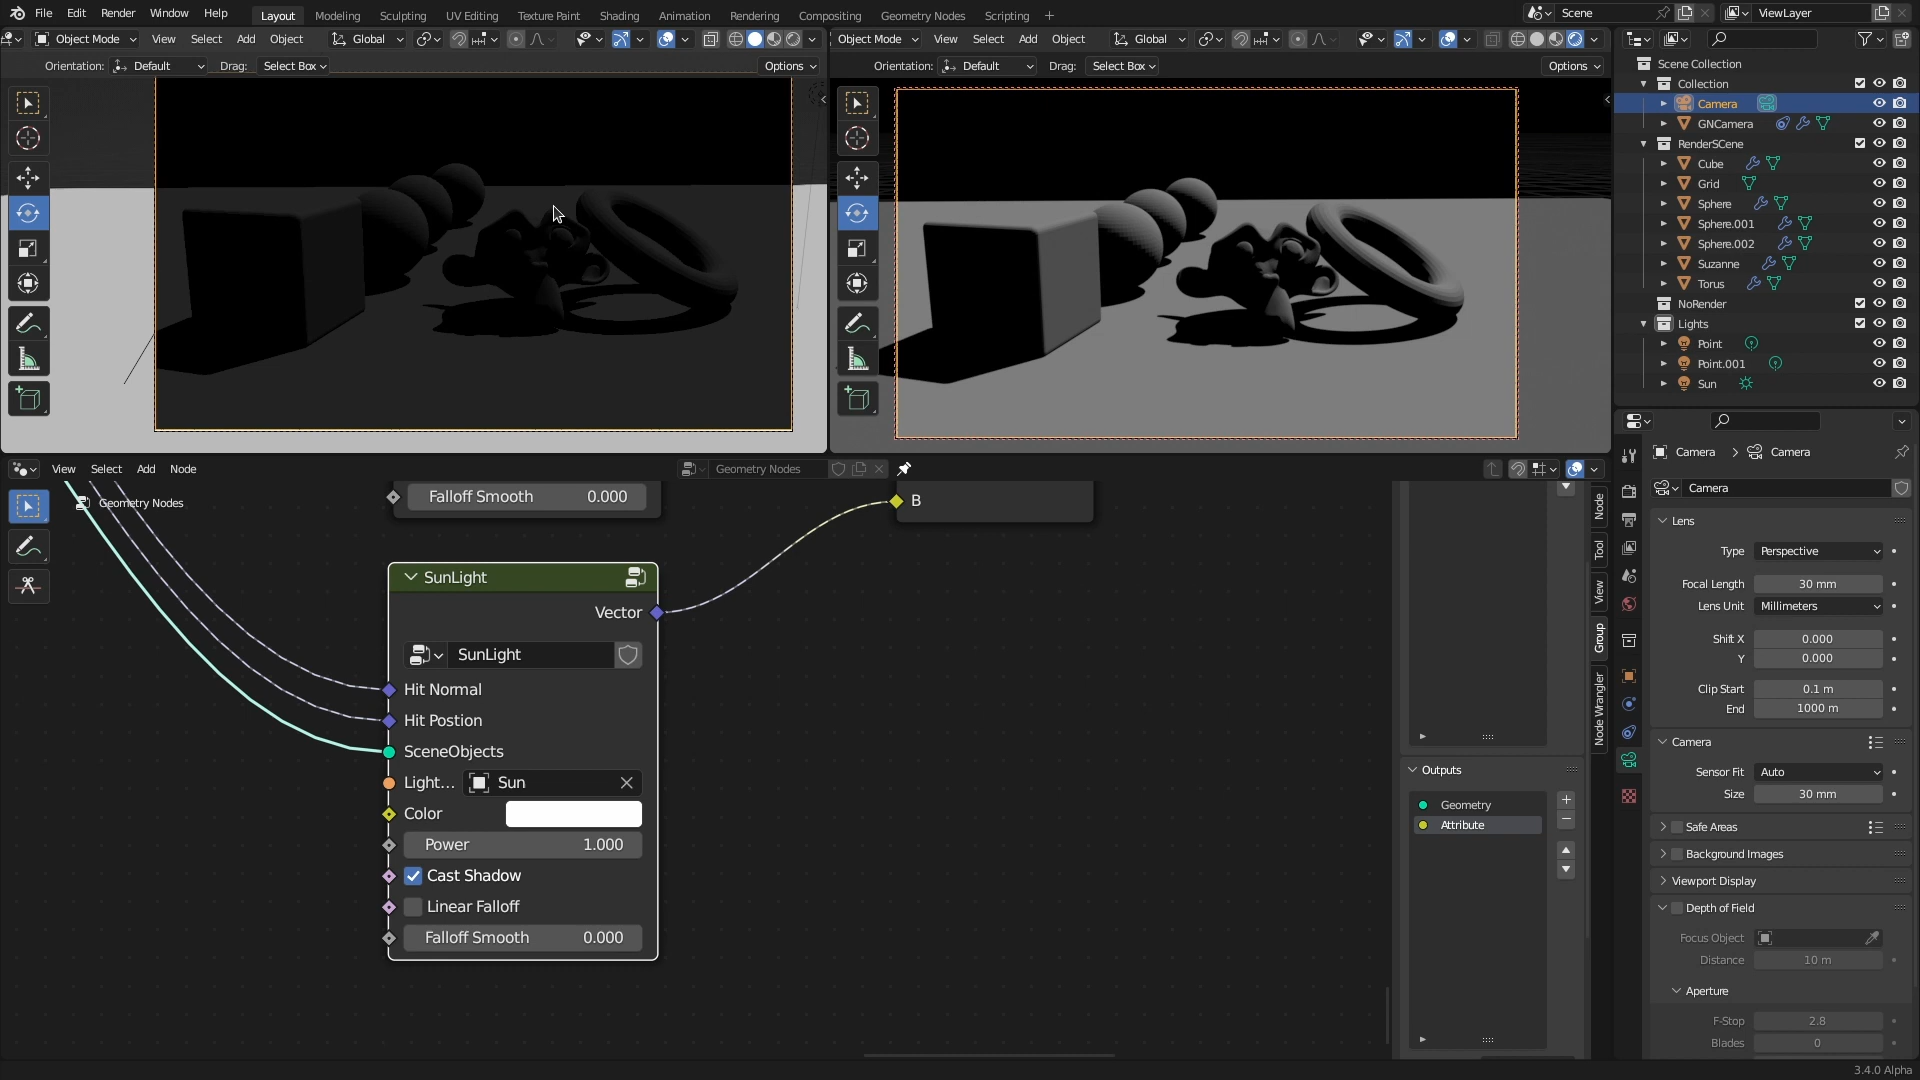 File Edit Render Window Help Layout Modeling Sculpting UV Editing Texture Paint Shading Animation Rendering Compositing Geometry Nodes Scripting + Scene ViewLayer
Object Mode View Select Add Object Global
Object Mode View Select Add Object Global
Orientation: Default Drag: Select Box Options
Orientation: Default Drag: Select Box Options
Scene Collection
Collection
Camera
GNCamera
RenderSCene
Cube
Grid
Sphere
Sphere.001
Sphere.002
Suzanne
Torus
NoRender
Lights
Point
Point.001
Sun
View Select Add Node Geometry Nodes
Geometry Nodes
Falloff Smooth 0.000
B
SunLight
Vector
SunLight
Hit Normal
Hit Postion
SceneObjects
Light... Sun
Color
Power 1.000
Cast Shadow
Linear Falloff
Falloff Smooth 0.000
Node
Tool
View
Group
Node Wrangler
Outputs
Geometry
Attribute
Camera Camera
Camera
Lens
Type Perspective
Focal Length 30 mm
Lens Unit Millimeters
Shift X 0.000
Y 0.000
Clip Start 0.1 m
End 1000 m
Camera
Sensor Fit Auto
Size 30 mm
Safe Areas
Background Images
Viewport Display
Depth of Field
Focus Object
Distance 10 m
Aperture
F-Stop 2.8
Blades 0
3.4.0 Alpha